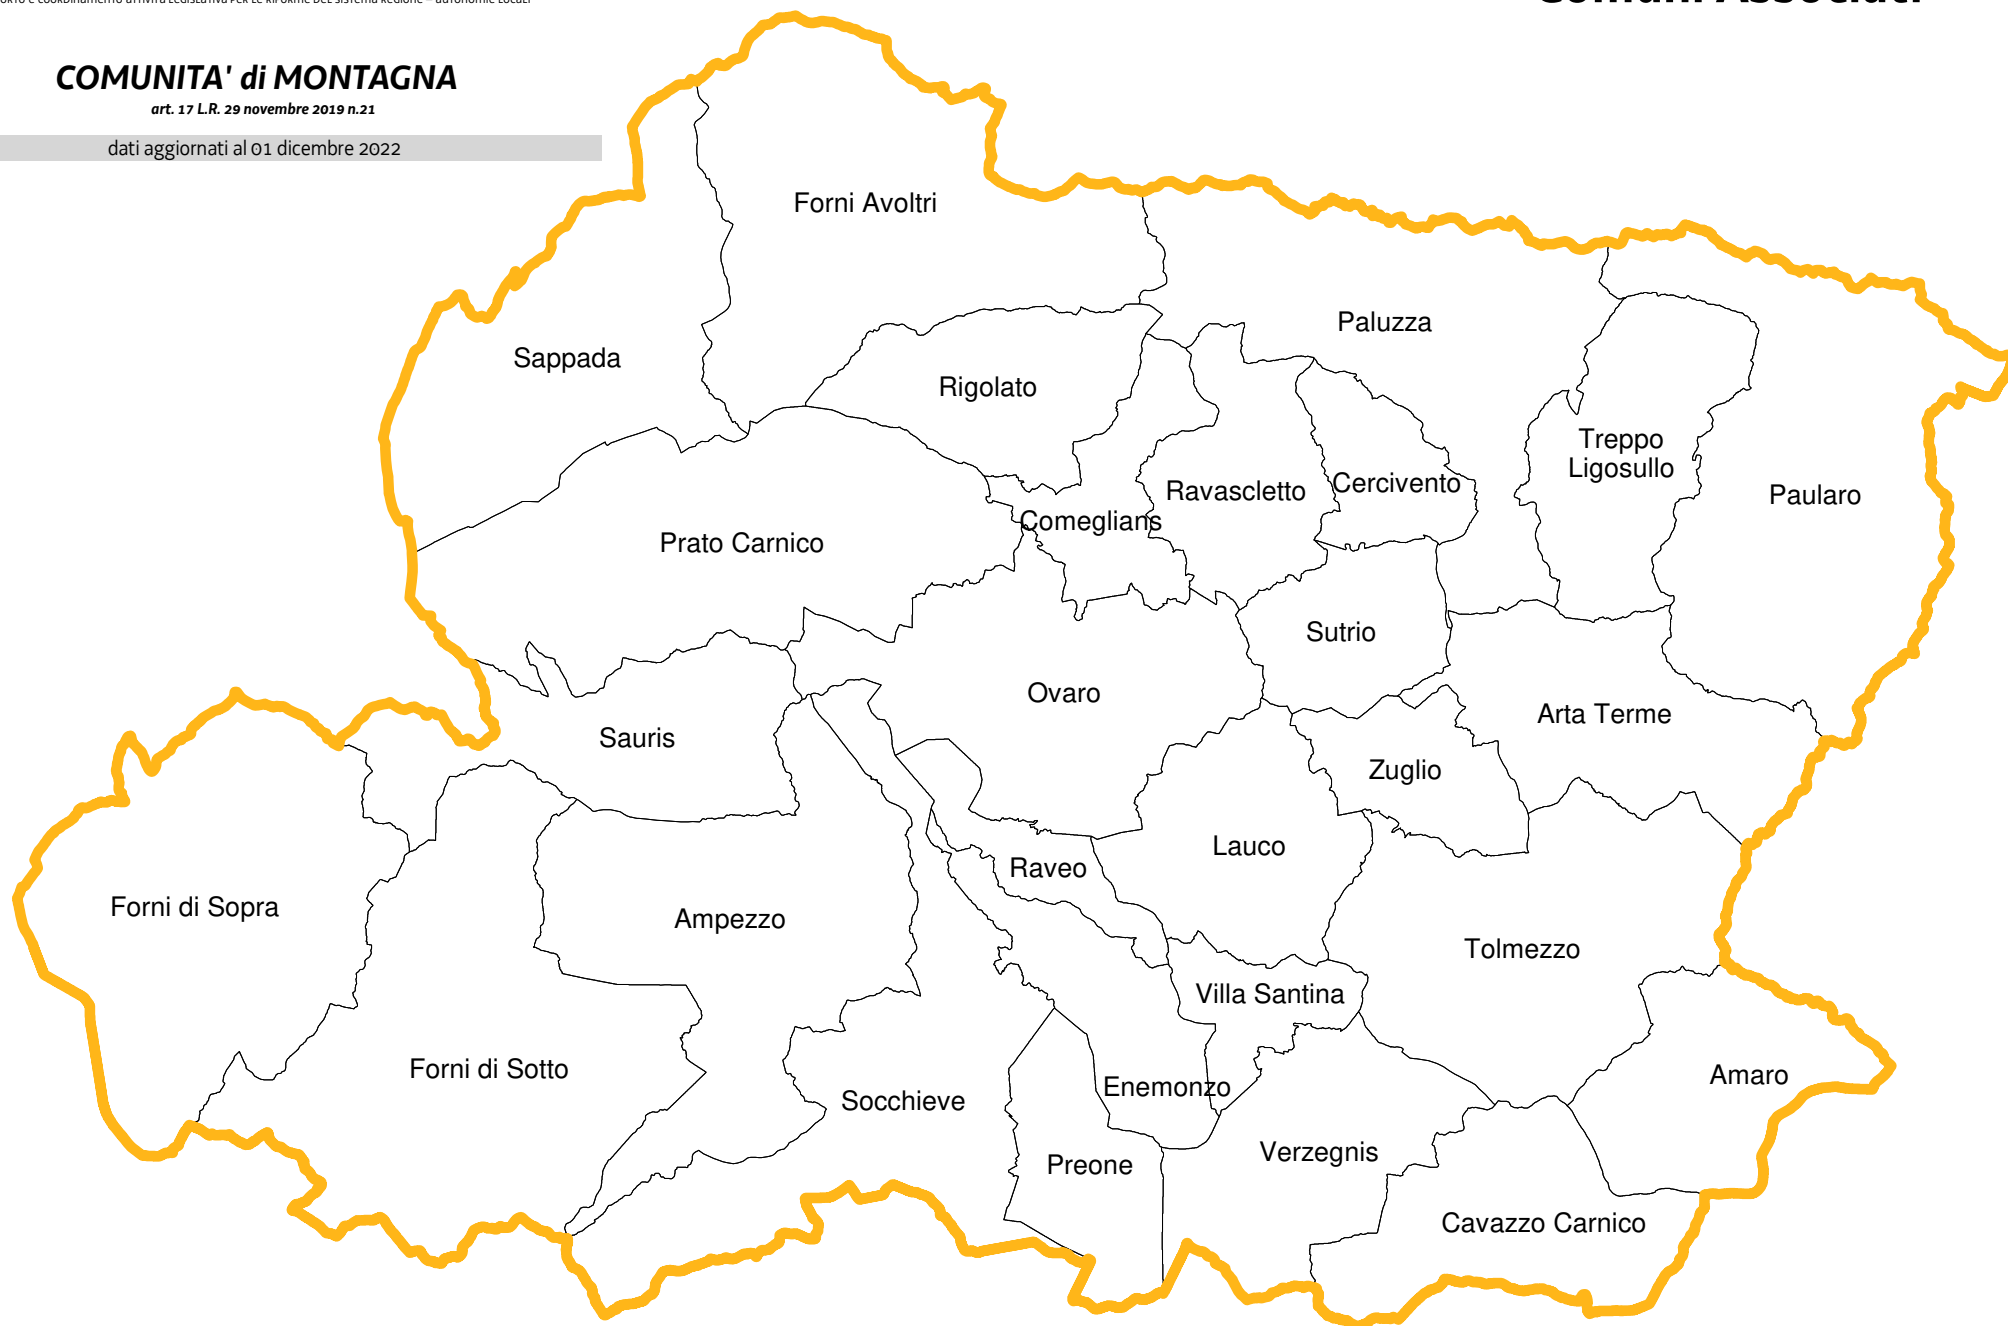 COMUNITA' di MONTAGNA
art. 17 L.R. 29 novembre 2019 n.21
dati aggiornati al 01 dicembre 2022
Forni Avoltri
Paluzza
Sappada
Rigolato
Treppo
Ligosullo
Cercivento
Ravascletto
Paularo
Comeglians
Prato Carnico
Sutrio
Ovaro
Arta Terme
Sauris
Zuglio
Lauco
Raveo
Forni di Sopra
Ampezzo
Tolmezzo
Villa Santina
Forni di Sotto
Amaro
Enemonzo
Socchieve
Verzegnis
Preone
Cavazzo Carnico